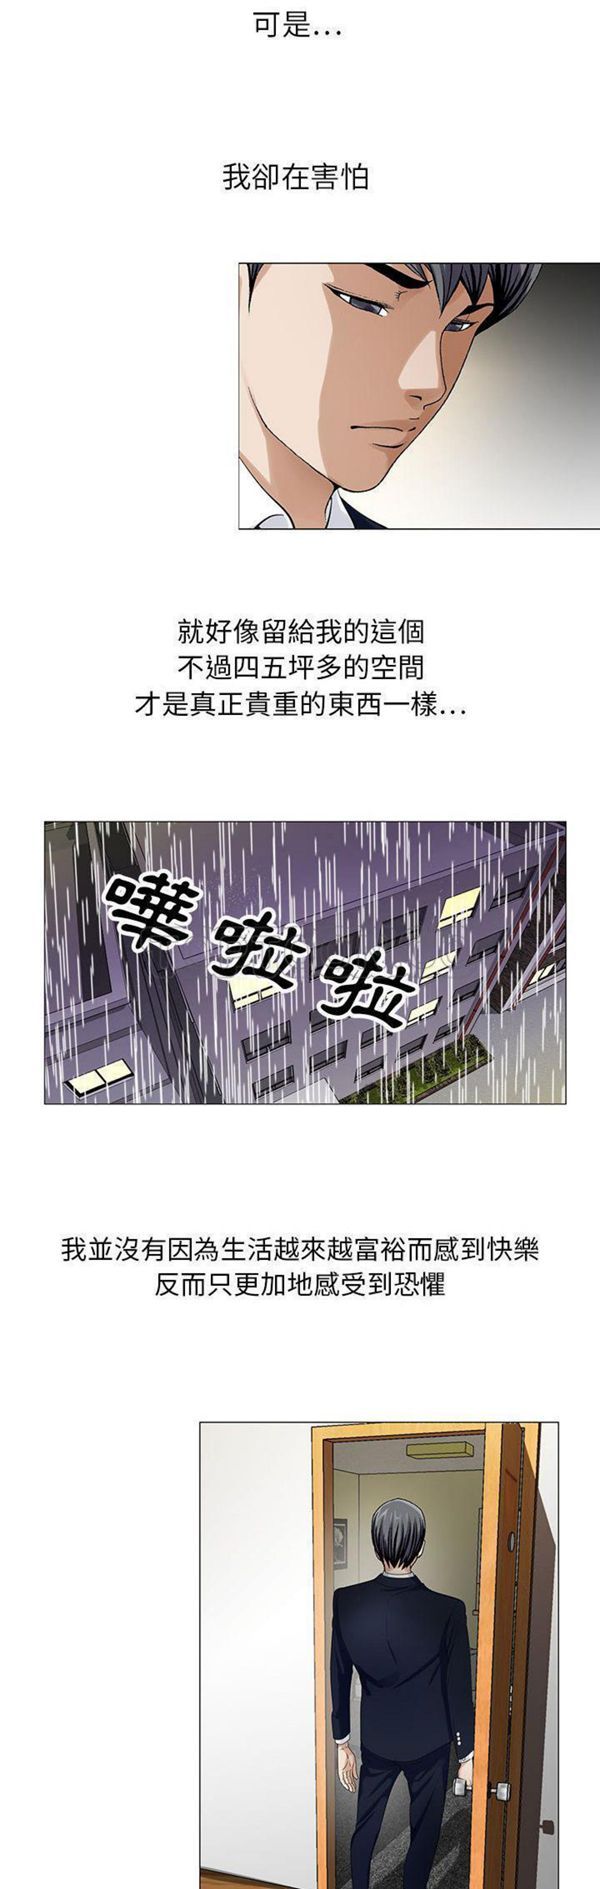 可是...
我卻在害怕
就好像留給我的這個
不過四五坪多的空間
才是真正貴重的東西一樣...
嘩啦啦
我並沒有因為生活越來越富裕而感到快樂
反而只更加地感受到恐懼